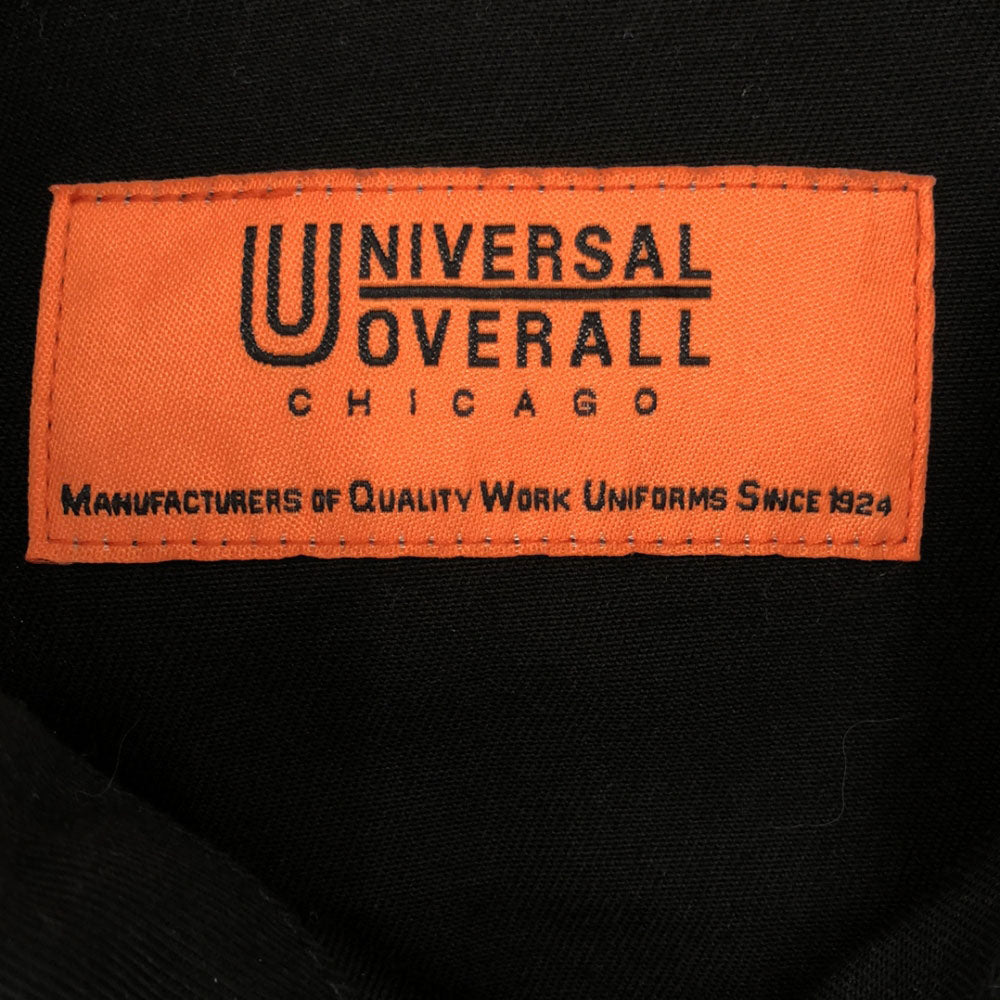 UNIVERSAL
OVERALL
CHICAGO
MANUFACTURERS OF QUALITY WORK UNIFORMS SINCE 1924